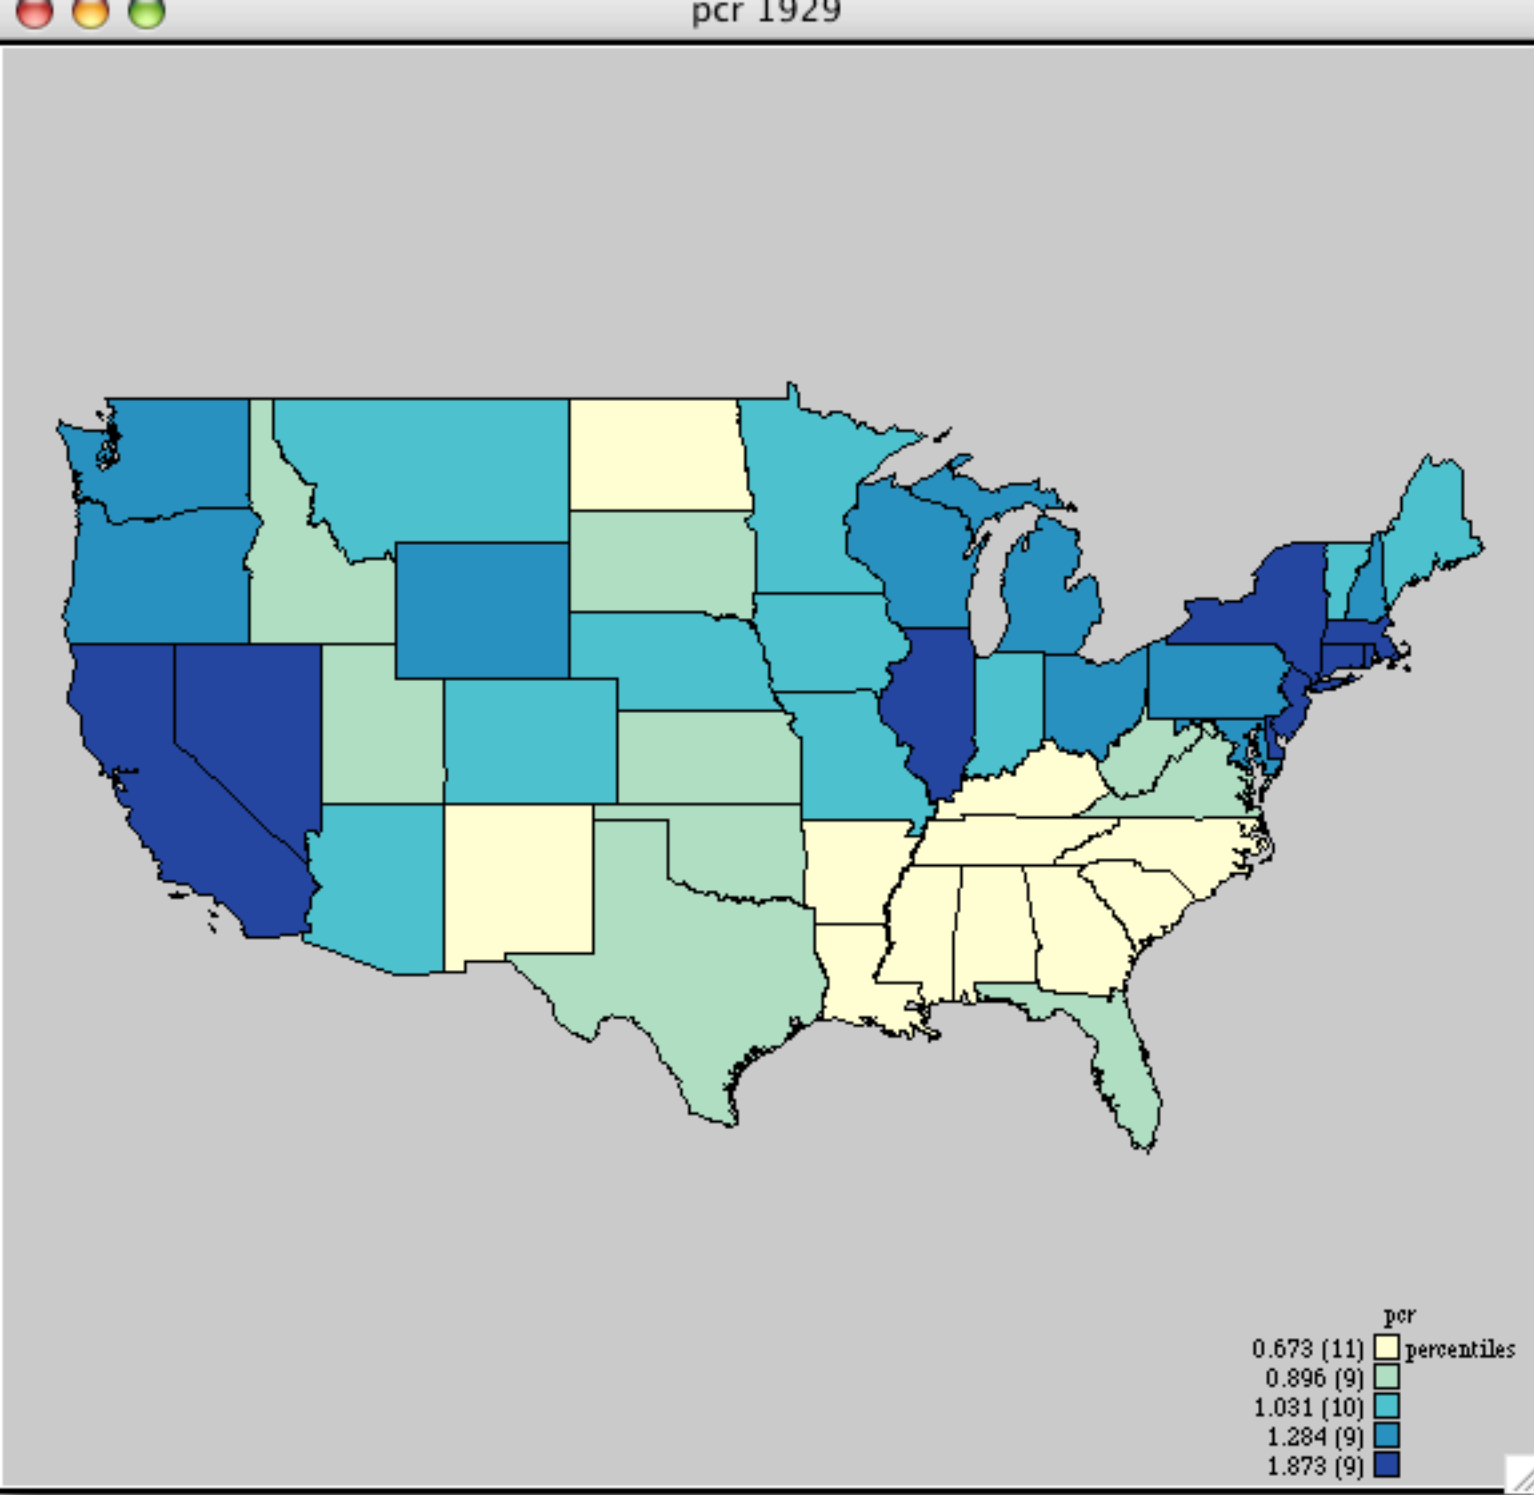 pcr 1929
pcr
0.673 (11) percentiles
0.896 (9)
1.031 (10)
1.284 (9)
1.873 (9)